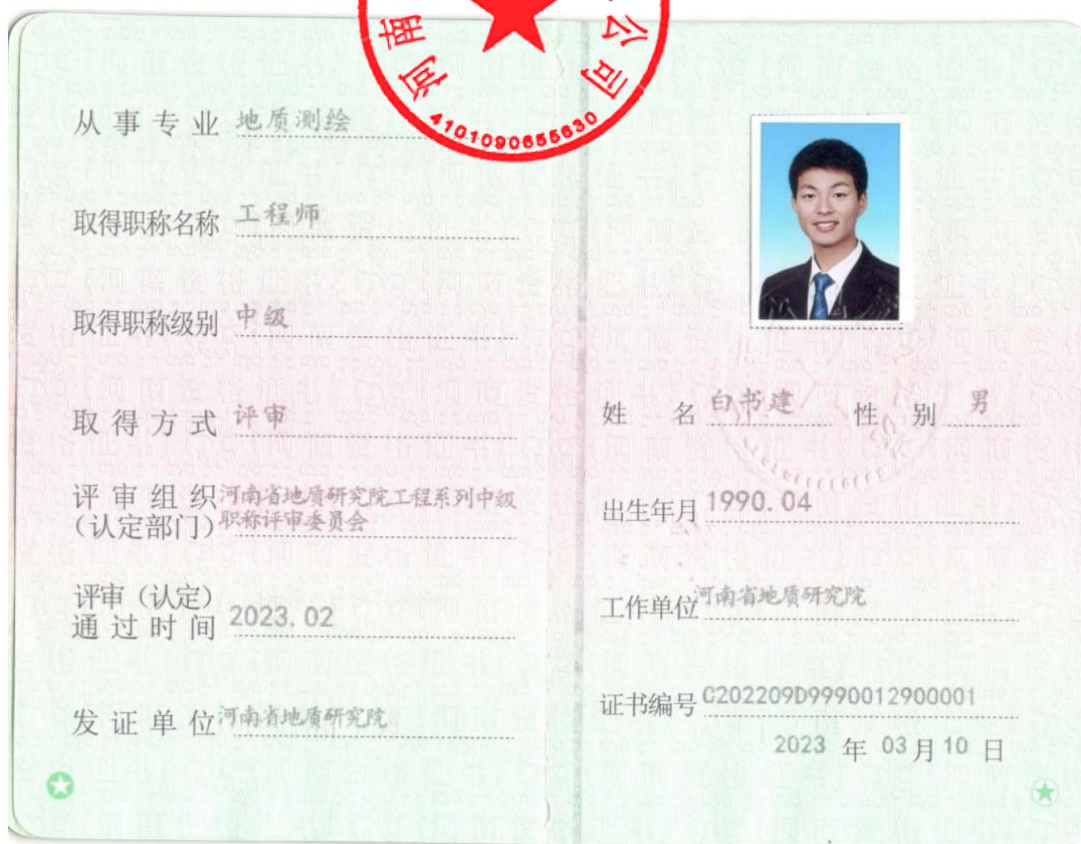 河南
公司
4101090655630
从事专业 地质测绘
取得职称名称 工程师
取得职称级别 中级
取得方式 评审
评审组织 河南省地质研究院工程系列中级
(认定部门) 职称评审委员会
评审（认定）
通过时间 2023.02
发证单位 河南省地质研究院
姓名 白书建 性别 男
出生年月 1990.04
工作单位 河南省地质研究院
证书编号 C202209D9990012900001
2023 年 03 月 10 日